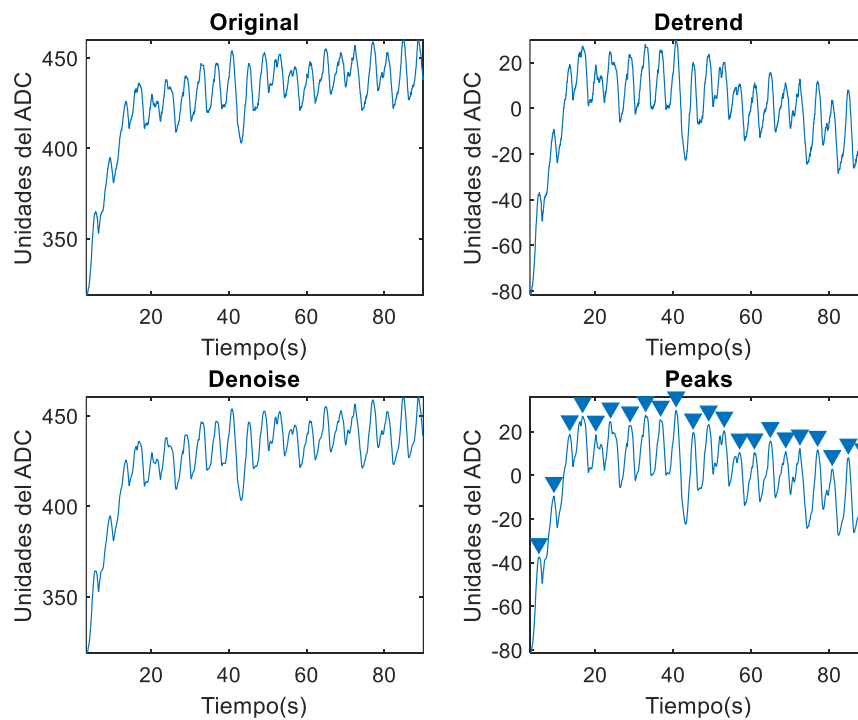 Original
Unidades del ADC
450
400
350
20 40 60 80
Tiempo(s)
Detrend
Unidades del ADC
20
0
-20
-40
-60
-80
20 40 60 80
Tiempo(s)
Denoise
Unidades del ADC
450
400
350
20 40 60 80
Tiempo(s)
Peaks
Unidades del ADC
20
0
-20
-40
-60
-80
20 40 60 80
Tiempo(s)